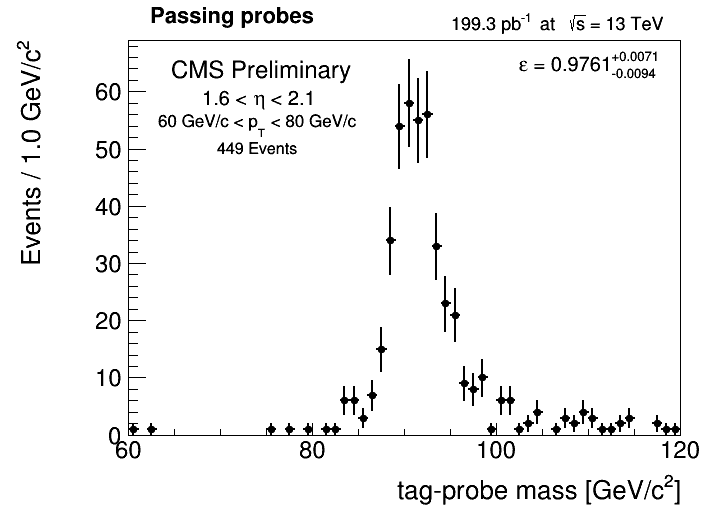 Passing probes
199.3 pb⁻¹ at √s = 13 TeV
CMS Preliminary
1.6 < η < 2.1
60 GeV/c < p_T < 80 GeV/c
449 Events
ε = 0.9761 +0.0071 -0.0094
Events / 1.0 GeV/c²
60
50
40
30
20
10
0
60 80 100 120
tag-probe mass [GeV/c²]